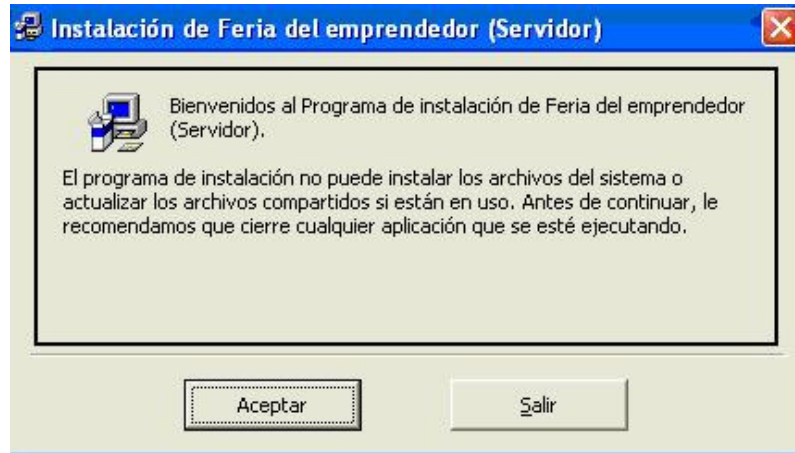 Instalación de Feria del emprendedor (Servidor)
Bienvenidos al Programa de instalación de Feria del emprendedor
(Servidor).
El programa de instalación no puede instalar los archivos del sistema o
actualizar los archivos compartidos si están en uso. Antes de continuar, le
recomendamos que cierre cualquier aplicación que se esté ejecutando.
Aceptar
Salir